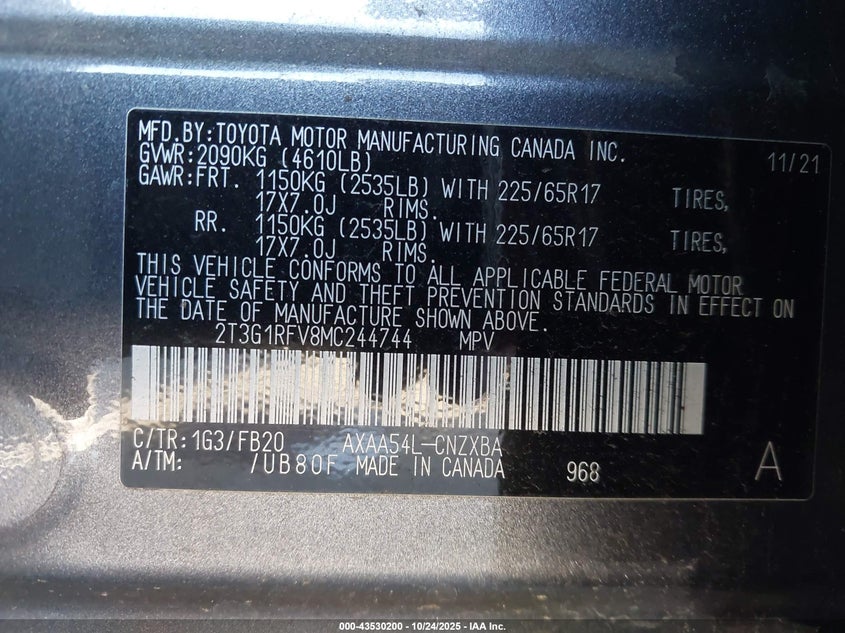 MFD.BY:TOYOTA MOTOR MANUFACTURING CANADA INC.
GVWR:2090KG (4610LB) 11/21
GAWR:FRT. 1150KG (2535LB) WITH 225/65R17 TIRES,
17X7.0J RIMS.
RR. 1150KG (2535LB) WITH 225/65R17 TIRES,
17X7.0J RIMS.
THIS VEHICLE CONFORMS TO ALL APPLICABLE FEDERAL MOTOR
VEHICLE SAFETY AND THEFT PREVENTION STANDARDS IN EFFECT ON
THE DATE OF MANUFACTURE SHOWN ABOVE.
2T3G1RFV8MC244744 MPV
C/TR:1G3/FB20 AXAA54L-CNZXBA
A/TM: /UB80F MADE IN CANADA 968 A
000-43530200 - 10/24/2025 - IAA Inc.